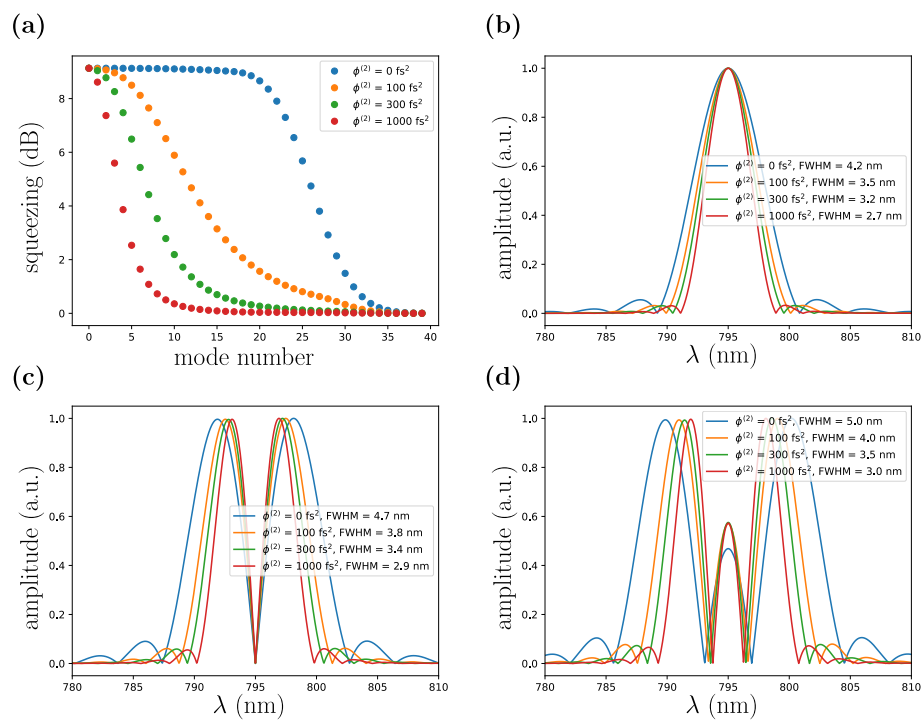 (a)
squeezing (dB)
8
6
4
2
0
ϕ⁽²⁾ = 0 fs²
ϕ⁽²⁾ = 100 fs²
ϕ⁽²⁾ = 300 fs²
ϕ⁽²⁾ = 1000 fs²
0 5 10 15 20 25 30 35 40
mode number
(b)
amplitude (a.u.)
1.0
0.8
0.6
0.4
0.2
0.0
ϕ⁽²⁾ = 0 fs², FWHM = 4.2 nm
ϕ⁽²⁾ = 100 fs², FWHM = 3.5 nm
ϕ⁽²⁾ = 300 fs², FWHM = 3.2 nm
ϕ⁽²⁾ = 1000 fs², FWHM = 2.7 nm
780 785 790 795 800 805 810
λ (nm)
(c)
amplitude (a.u.)
1.0
0.8
0.6
0.4
0.2
0.0
ϕ⁽²⁾ = 0 fs², FWHM = 4.7 nm
ϕ⁽²⁾ = 100 fs², FWHM = 3.8 nm
ϕ⁽²⁾ = 300 fs², FWHM = 3.4 nm
ϕ⁽²⁾ = 1000 fs², FWHM = 2.9 nm
780 785 790 795 800 805 810
λ (nm)
(d)
amplitude (a.u.)
1.0
0.8
0.6
0.4
0.2
0.0
ϕ⁽²⁾ = 0 fs², FWHM = 5.0 nm
ϕ⁽²⁾ = 100 fs², FWHM = 4.0 nm
ϕ⁽²⁾ = 300 fs², FWHM = 3.5 nm
ϕ⁽²⁾ = 1000 fs², FWHM = 3.0 nm
780 785 790 795 800 805 810
λ (nm)